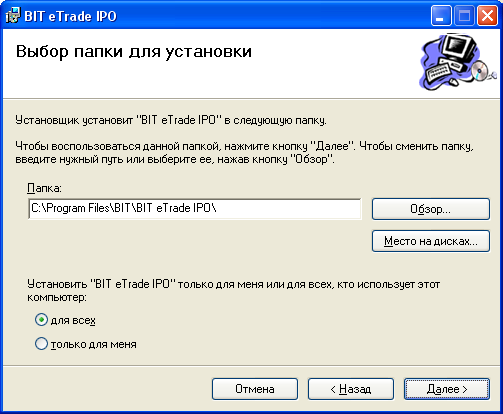 BIT eTrade IPO
Выбор папки для установки
Установщик установит "BIT eTrade IPO" в следующую папку.
Чтобы воспользоваться данной папкой, нажмите кнопку "Далее". Чтобы сменить папку,
введите нужный путь или выберите ее, нажав кнопку "Обзор".
Папка:
C:\Program Files\BIT\BIT eTrade IPO\
Обзор...
Место на дисках...
Установить "BIT eTrade IPO" только для меня или для всех, кто использует этот
компьютер:
для всех
только для меня
Отмена
< Назад
Далее >